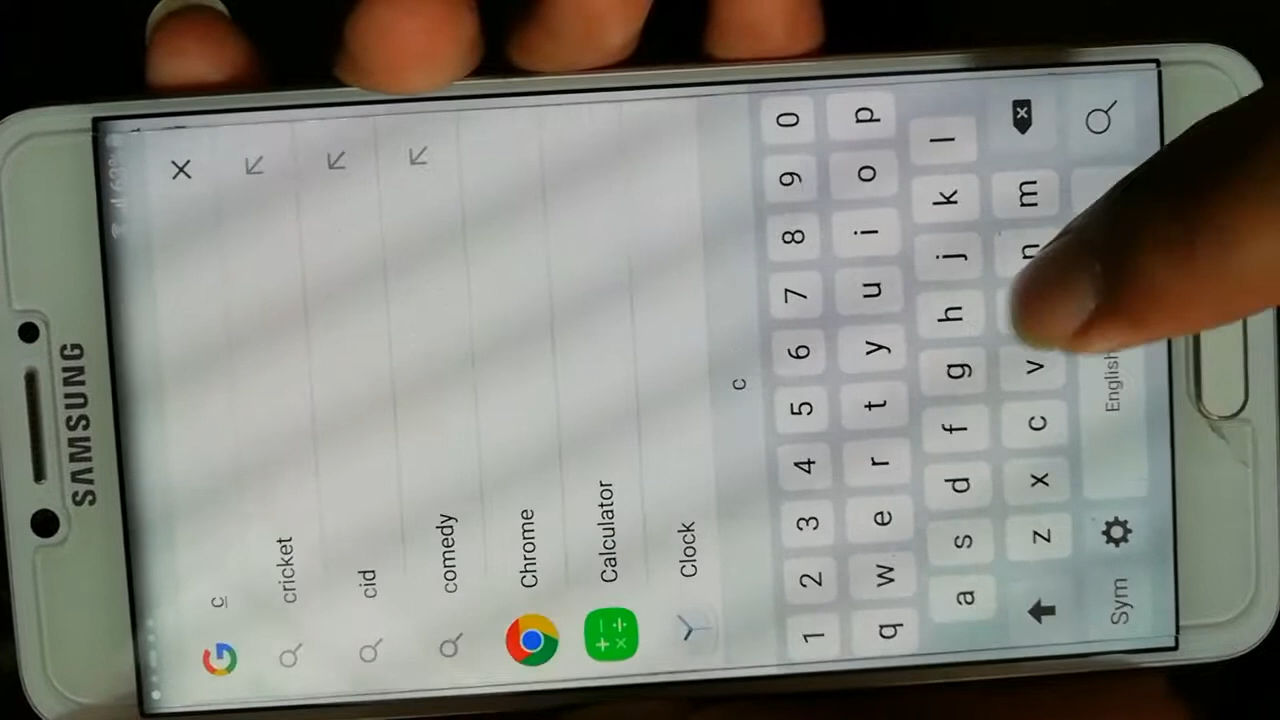 SAMSUNG
63%
c
cricket
cid
comedy
Chrome
Calculator
Clock
c
1 2 3 4 5 6 7 8 9 0
q w e r t y u i o p
a s d f g h j k l
z x c v n m
Sym English